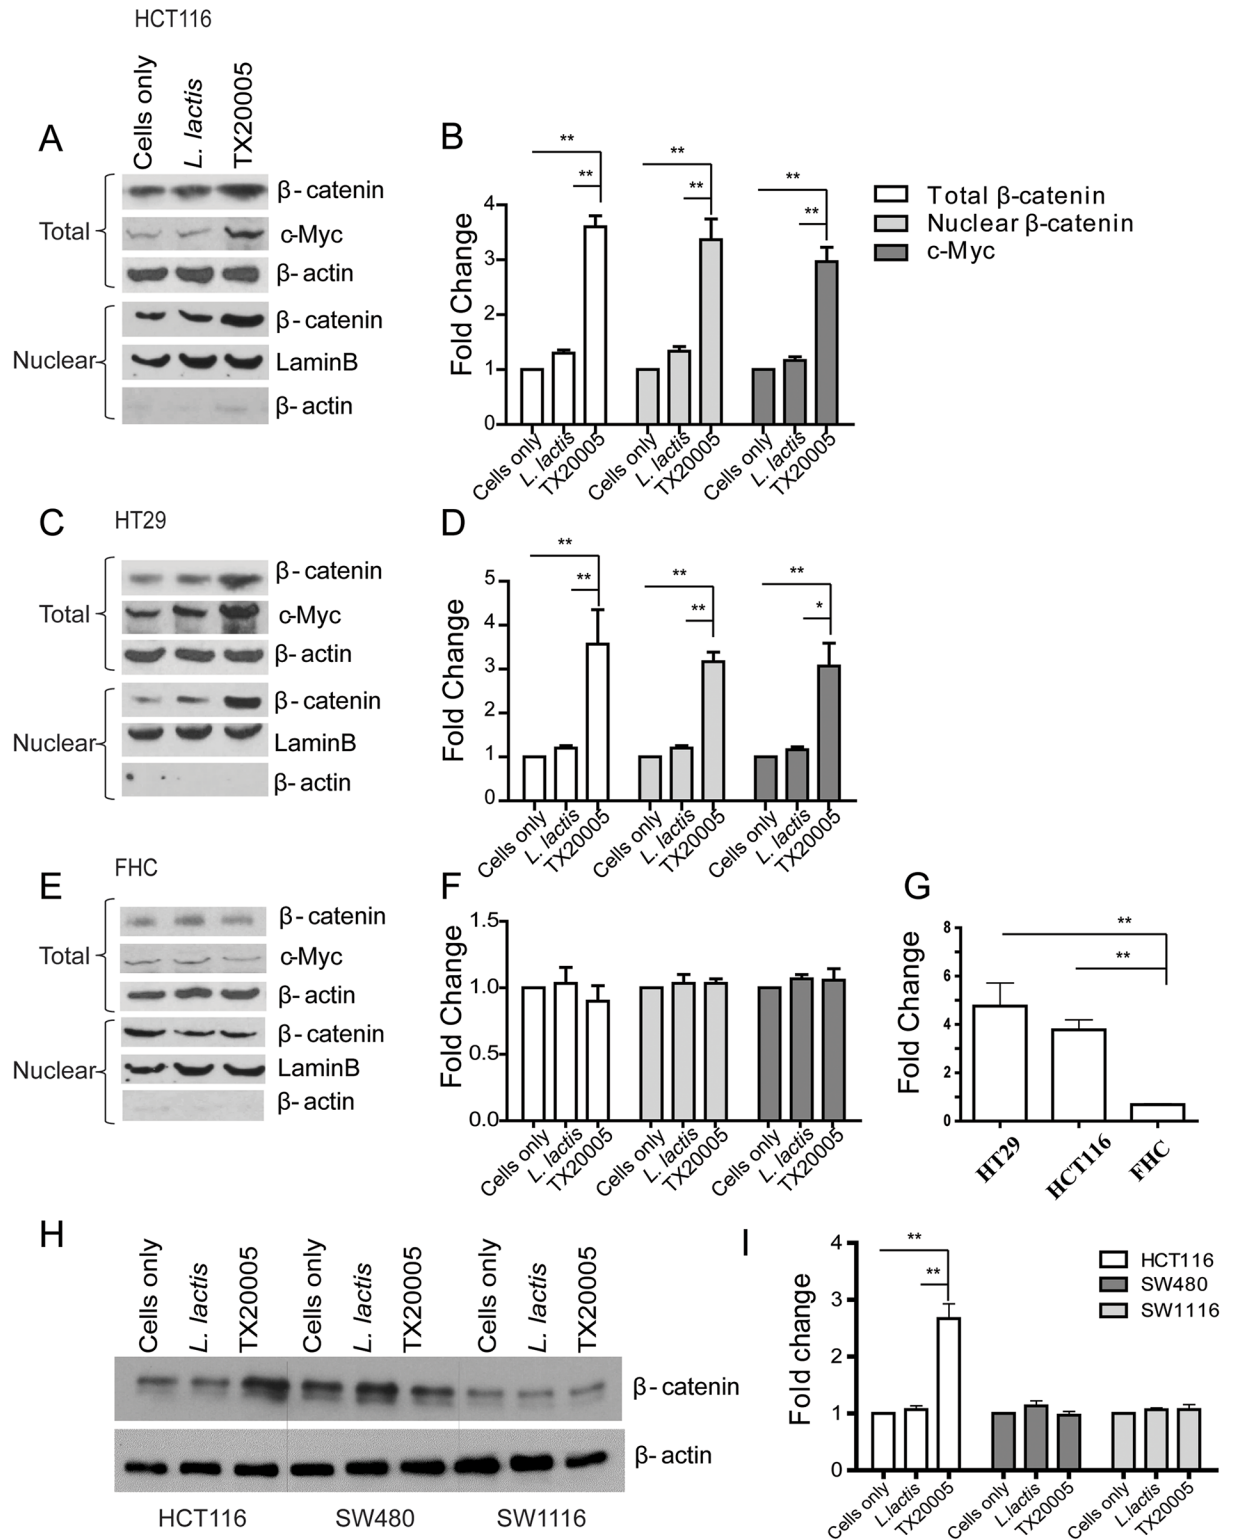 HCT116
Cells only
L. lactis
TX20005
A
Total
β- catenin
c-Myc
β- actin
Nuclear
β- catenin
LaminB
β- actin
B
Fold Change
4
3
2
1
0
**
**
**
**
**
**
Cells only
L. lactis
TX20005
Cells only
L. lactis
TX20005
Cells only
L. lactis
TX20005
Total β-catenin
Nuclear β-catenin
c-Myc
C
HT29
Total
β- catenin
c-Myc
β- actin
Nuclear
β- catenin
LaminB
β- actin
D
Fold Change
5
4
3
2
1
0
**
**
**
**
**
*
Cells only
L. lactis
TX20005
Cells only
L. lactis
TX20005
Cells only
L. lactis
TX20005
E
FHC
Total
β- catenin
c-Myc
β- actin
Nuclear
β- catenin
LaminB
β- actin
F
Fold Change
1.5
1.0
0.5
0.0
Cells only
L. lactis
TX20005
Cells only
L. lactis
TX20005
Cells only
L. lactis
TX20005
G
Fold Change
8
6
4
2
0
**
**
HT29
HCT116
FHC
H
Cells only
L. lactis
TX20005
Cells only
L. lactis
TX20005
Cells only
L. lactis
TX20005
β- catenin
β- actin
HCT116
SW480
SW1116
I
Fold change
4
3
2
1
0
**
**
Cells only
L.lactis
TX20005
Cells only
L.lactis
TX20005
Cells only
L.lactis
TX20005
HCT116
SW480
SW1116